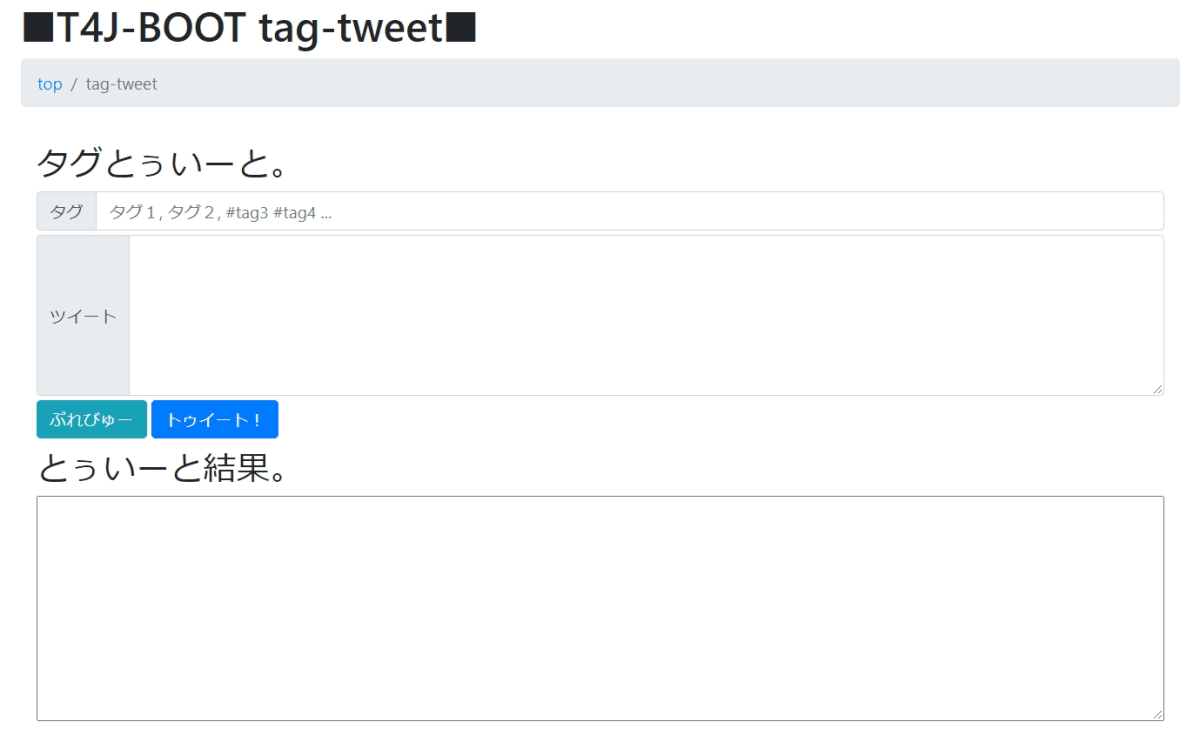 ■T4J-BOOT tag-tweet■
top / tag-tweet
タグとぅいーと。
タグ タグ１, タグ２, #tag3 #tag4 ...
ツイート
ぷれびゅー トゥイート！
とぅいーと結果。